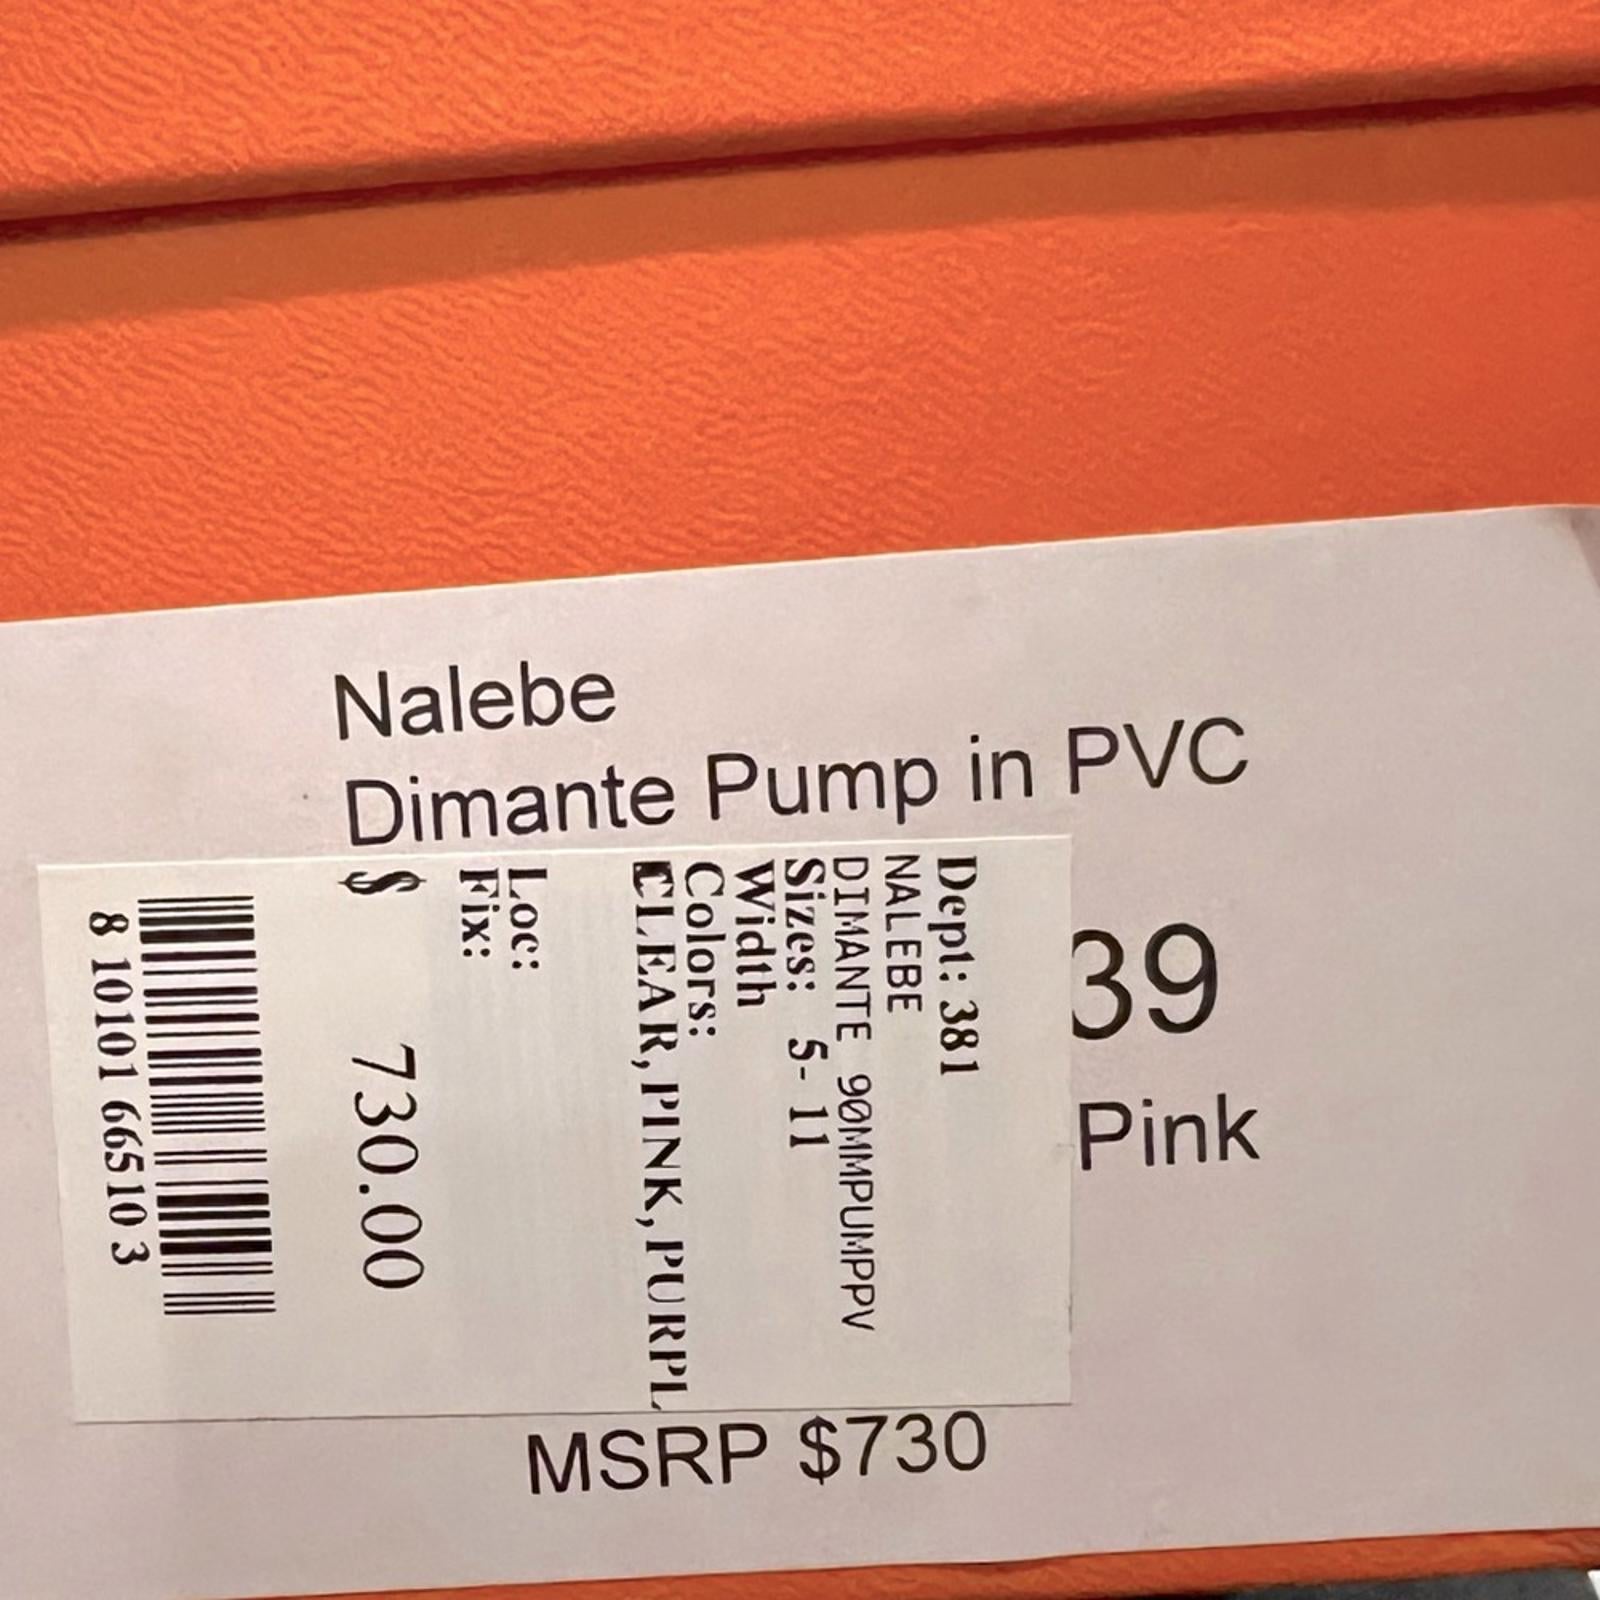 Nalebe
Dimante Pump in PVC
39
Pink
MSRP $730
Dept: 381
NALEBE
DIMANTE 90MMPUMPPV
Sizes: 5-11
Width
Colors:
CLEAR, PINK, PURPL
Loc:
Fix:
$ 730.00
8 10101 66510 3